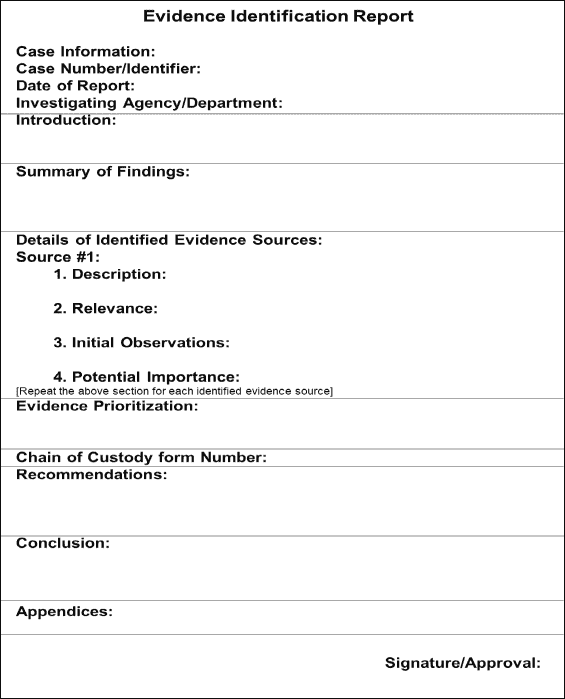 Evidence Identification Report
Case Information:
Case Number/Identifier:
Date of Report:
Investigating Agency/Department:
Introduction:
Summary of Findings:
Details of Identified Evidence Sources:
Source #1:
1. Description:
2. Relevance:
3. Initial Observations:
4. Potential Importance:
[Repeat the above section for each identified evidence source]
Evidence Prioritization:
Chain of Custody form Number:
Recommendations:
Conclusion:
Appendices:
Signature/Approval: